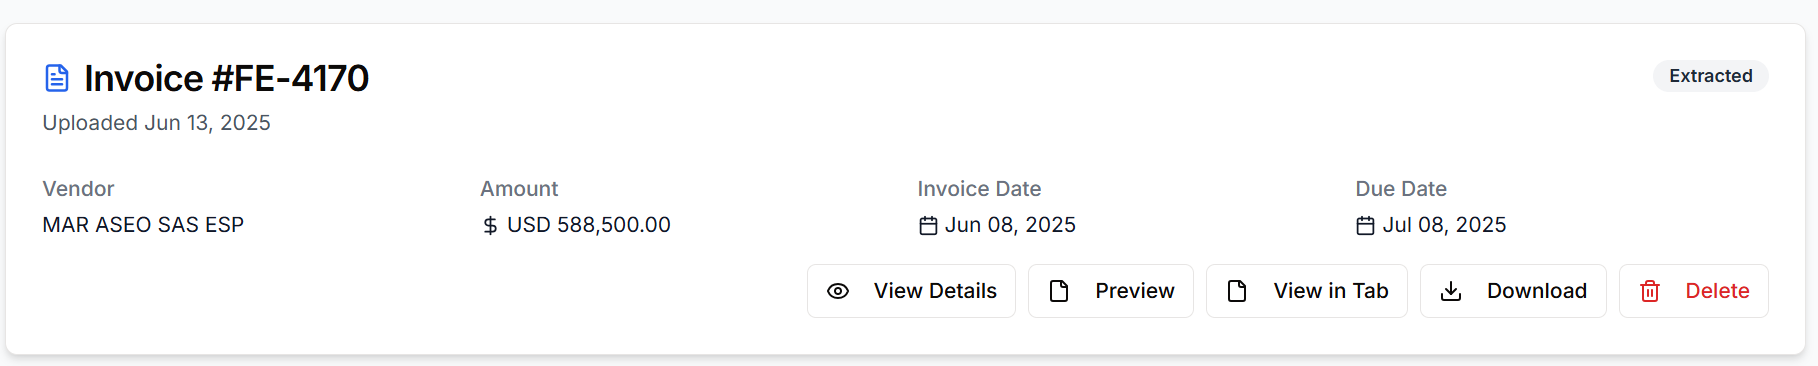 Invoice #FE-4170
Extracted
Uploaded Jun 13, 2025
Vendor
Amount
Invoice Date
Due Date
MAR ASEO SAS ESP
$ USD 588,500.00
Jun 08, 2025
Jul 08, 2025
View Details
Preview
View in Tab
Download
Delete